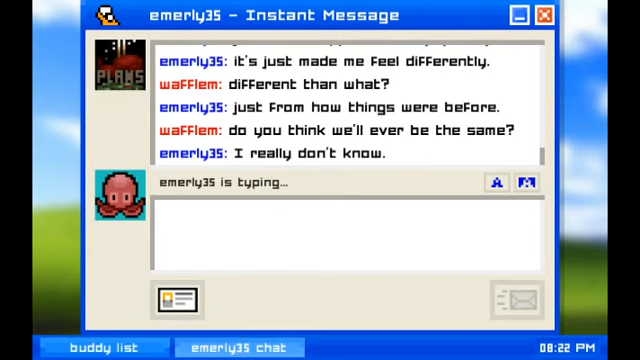 emerly35 - Instant Message
PLAYS
emerly35: it's just made me feel differently.
wafflem: different than what?
emerly35: just from how things were before.
wafflem: do you think we'll ever be the same?
emerly35: I really don't know.
emerly35 is typing...
A A
buddy list emerly35 chat 08:22 PM